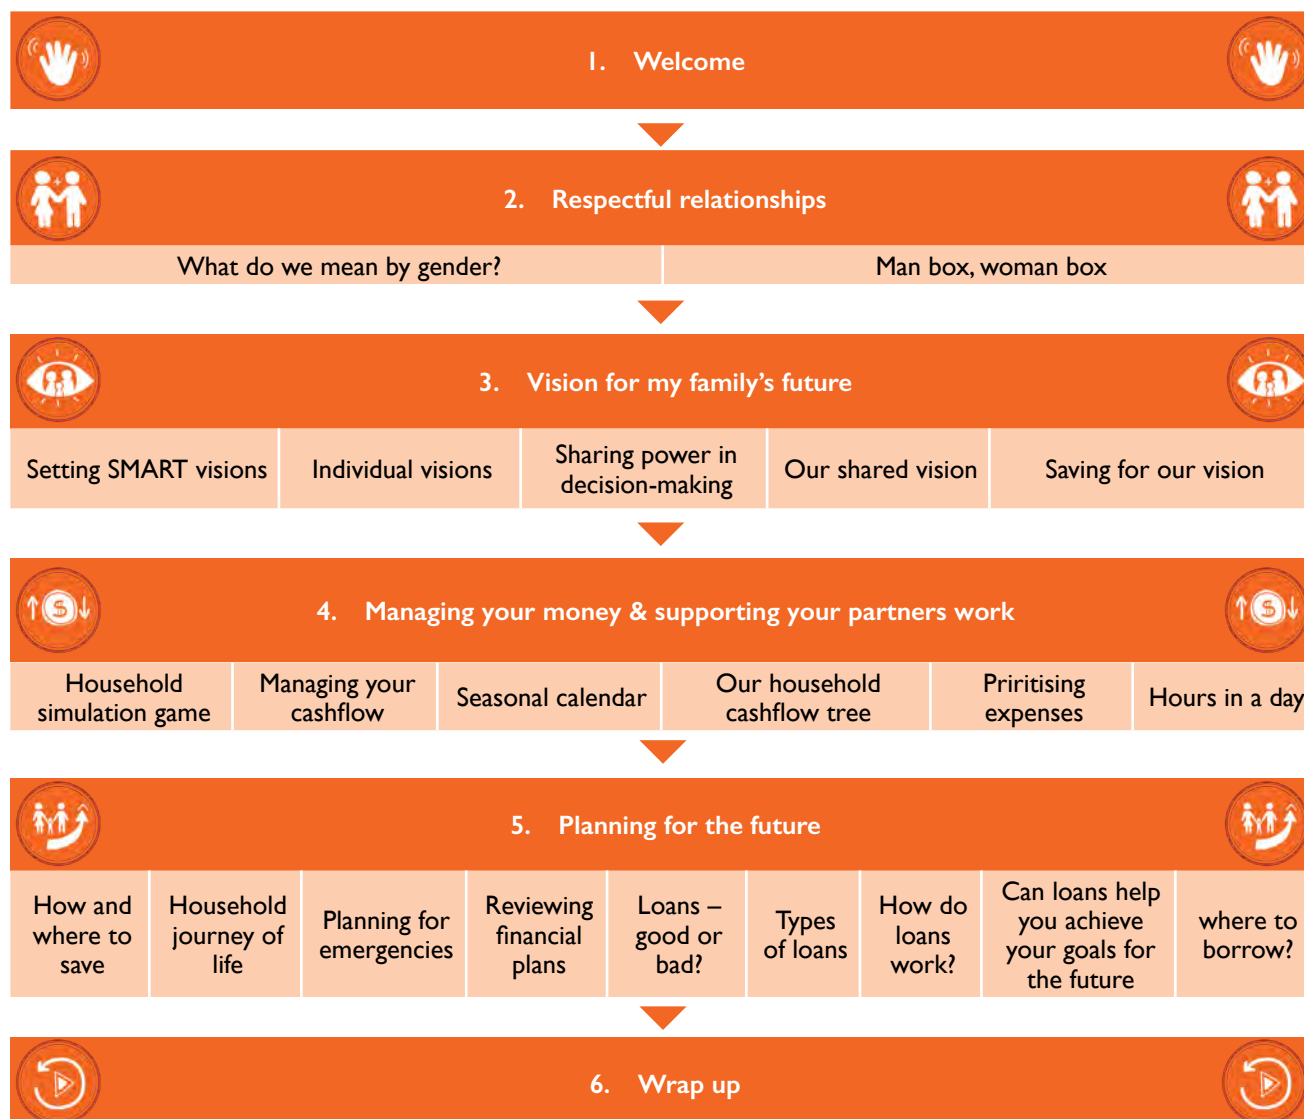 1. Welcome
2. Respectful relationships
What do we mean by gender?
Man box, woman box
3. Vision for my family’s future
Setting SMART visions
Individual visions
Sharing power in
decision-making
Our shared vision
Saving for our vision
4. Managing your money & supporting your partners work
Household
simulation game
Managing your
cashflow
Seasonal calendar
Our household
cashflow tree
Priritising
expenses
Hours in a day
5. Planning for the future
How and
where to
save
Household
journey of
life
Planning for
emergencies
Reviewing
financial
plans
Loans –
good or
bad?
Types
of loans
How do
loans
work?
Can loans help
you achieve
your goals for
the future
where to
borrow?
6. Wrap up